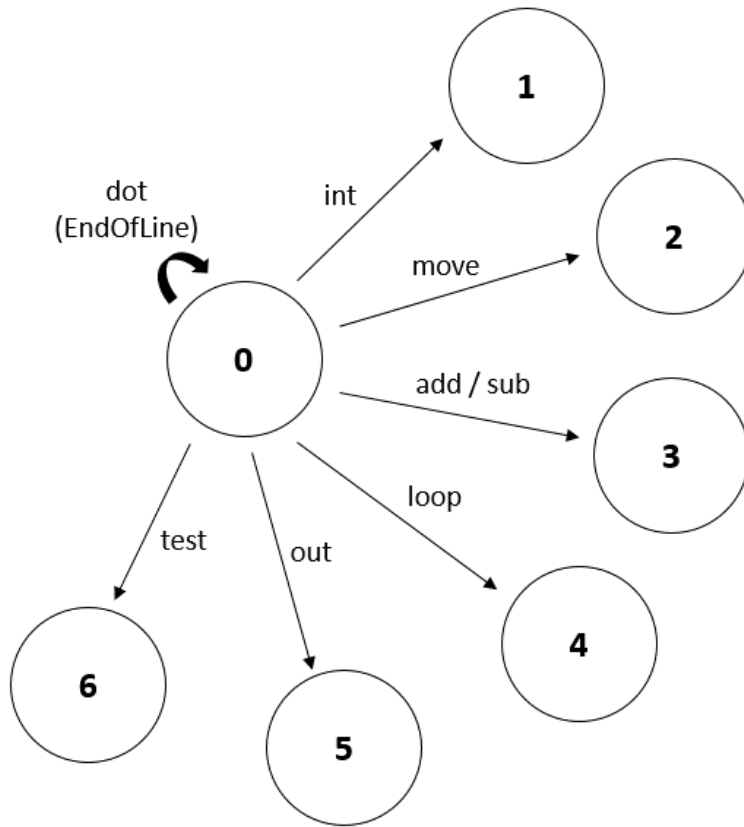 1
dot
(EndOfLine)
int
2
move
0
add / sub
3
loop
test
out
4
6
5